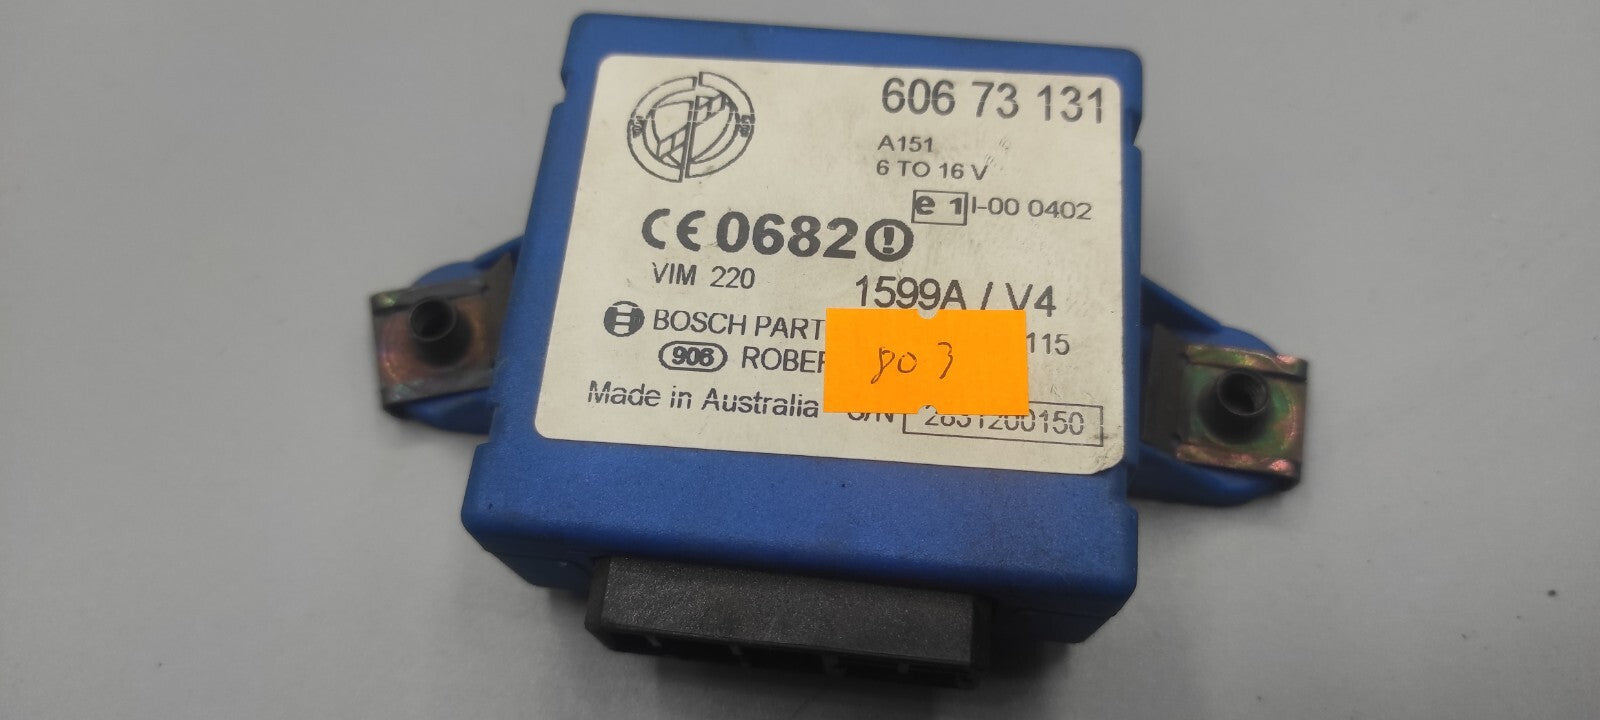 606 73 131
A151
6 TO 16 V
e 1 I-00 0402
CE 0682
VIM 220
1599A / V4
BOSCH PART
115
803
906
Made in Australia